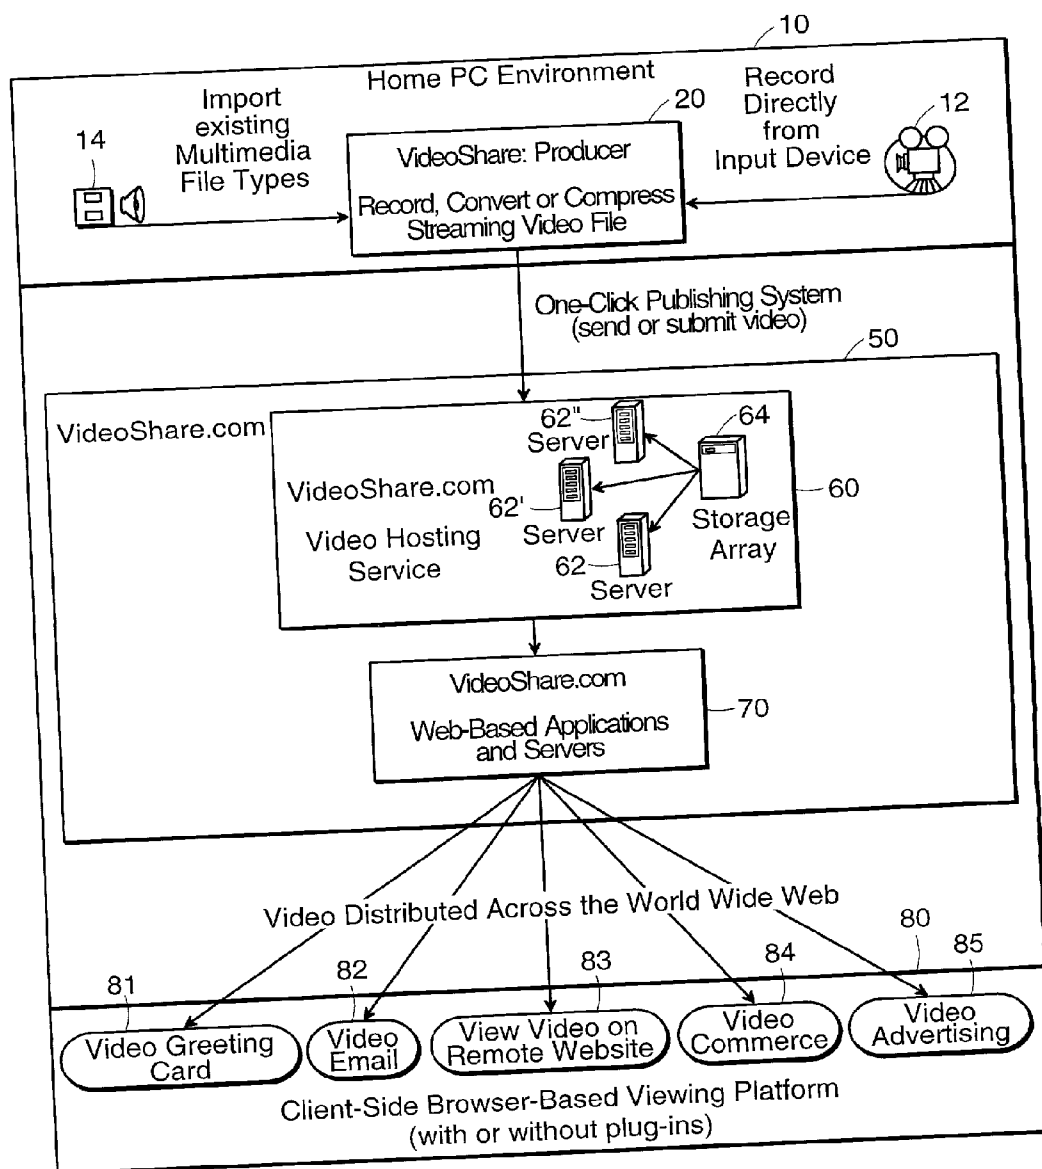 10
Home PC Environment
Import
existing
Multimedia
File Types
14
20
Record
Directly
from
Input Device
12
VideoShare: Producer
Record, Convert or Compress
Streaming Video File
One-Click Publishing System
(send or submit video)
50
VideoShare.com
62"
Server
64
VideoShare.com
62'
Server
Storage
Array
60
Video Hosting
Service
62
Server
VideoShare.com
Web-Based Applications
and Servers
70
Video Distributed Across the World Wide Web
80
81
Video Greeting
Card
82
Video
Email
83
View Video on
Remote Website
84
Video
Commerce
85
Video
Advertising
Client-Side Browser-Based Viewing Platform
(with or without plug-ins)